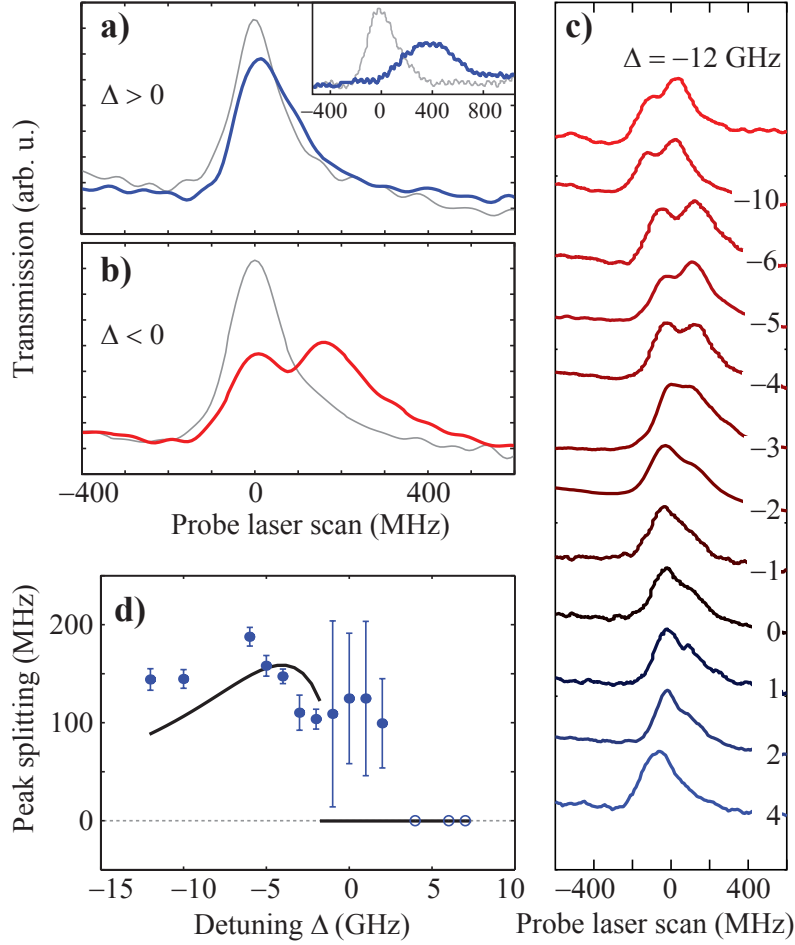 a)
Δ > 0
−400 0 400 800
b)
Δ < 0
−400 0 400
Probe laser scan (MHz)
Transmission (arb. u.)
c)
Δ = −12 GHz
−10
−6
−5
−4
−3
−2
−1
0
1
2
4
−400 0 400
Probe laser scan (MHz)
d)
200
100
0
Peak splitting (MHz)
−15 −10 −5 0 5 10
Detuning Δ (GHz)